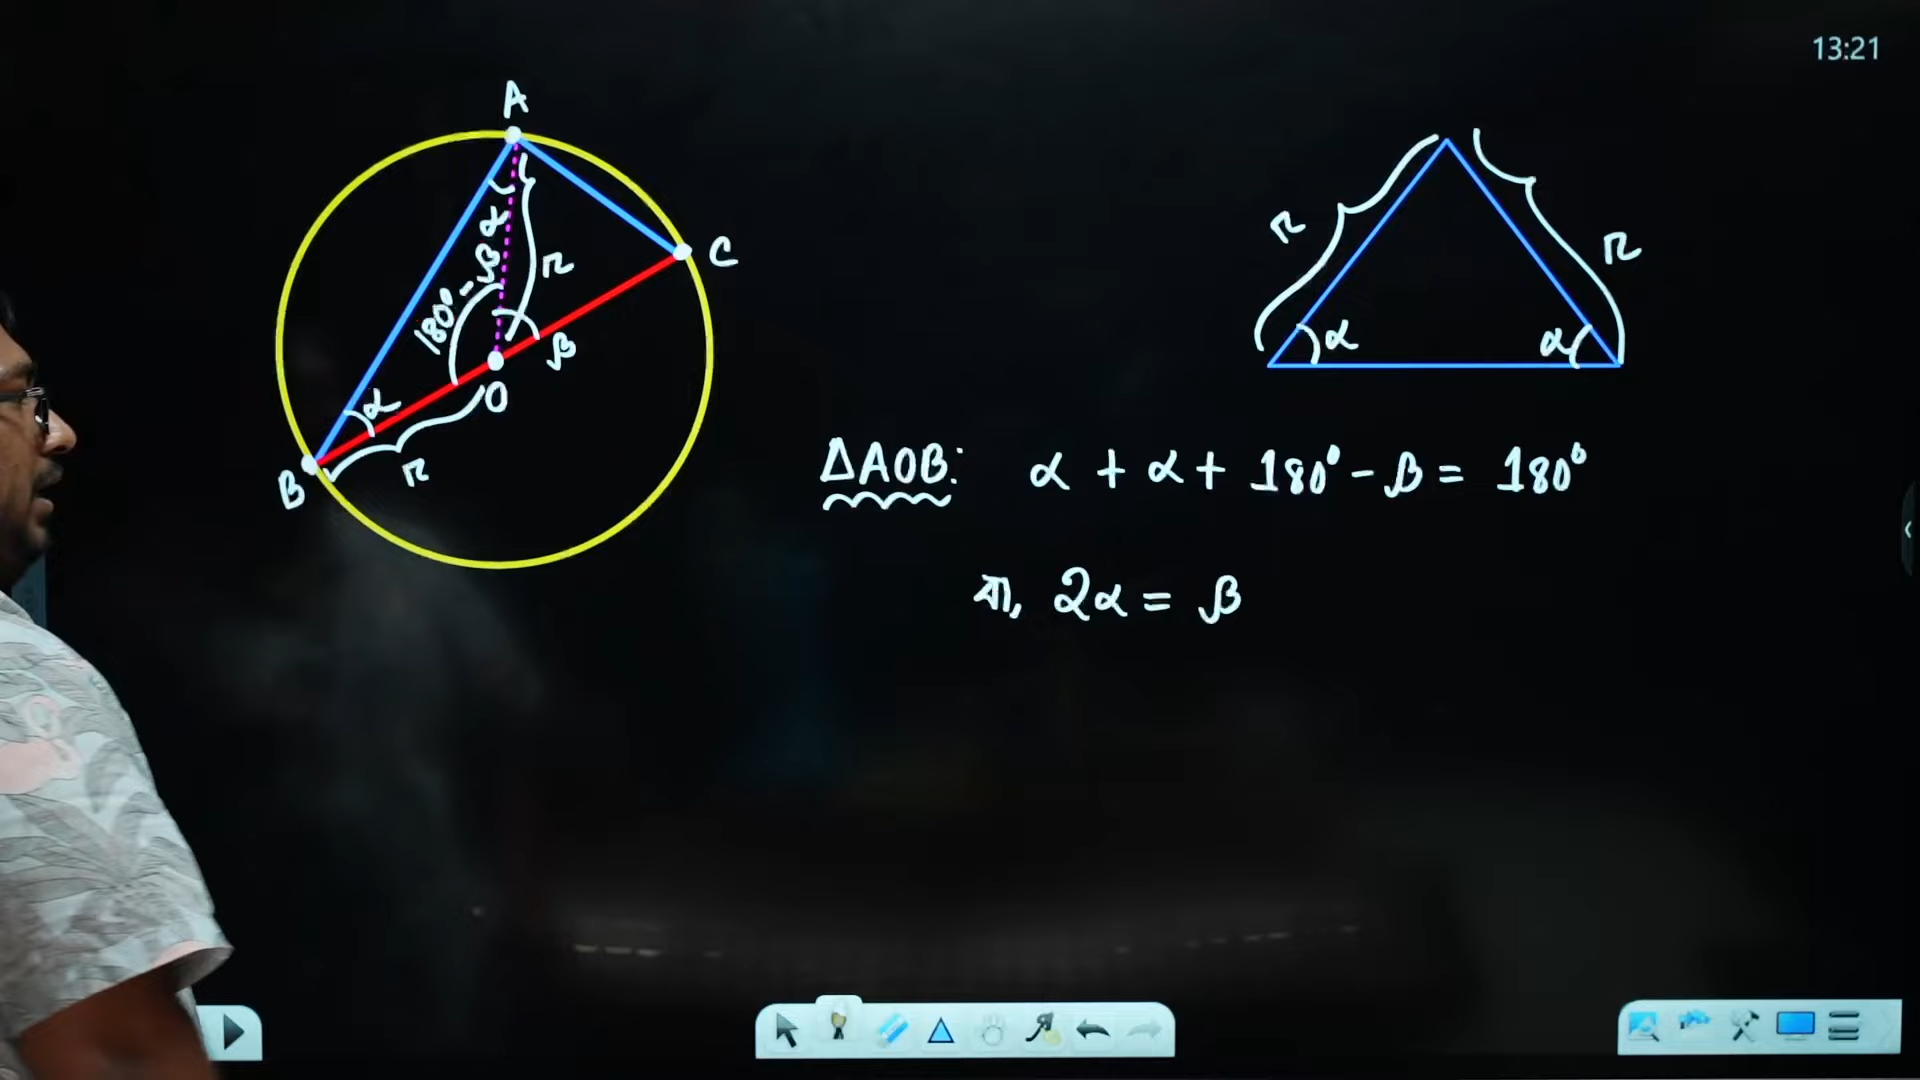 13:21
A
C
α
180° - β
r
β
O
α
r
B
r
r
α
α
ΔAOB: α + α + 180° - β = 180°
বা, 2α = β